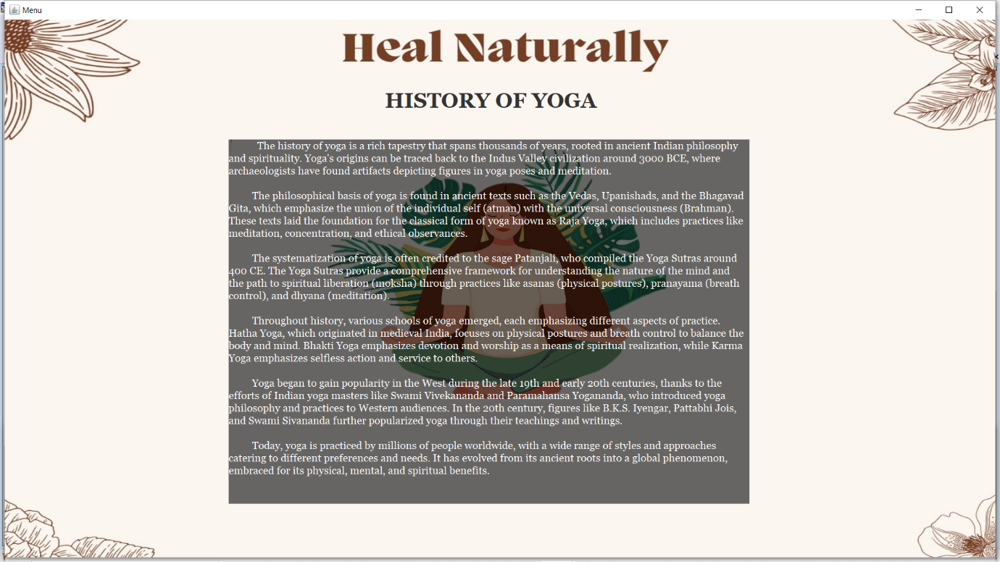 Menu
Heal Naturally
HISTORY OF YOGA
The history of yoga is a rich tapestry that spans thousands of years, rooted in ancient Indian philosophy
and spirituality. Yoga's origins can be traced back to the Indus Valley civilization around 3000 BCE, where
archaeologists have found artifacts depicting figures in yoga poses and meditation.
The philosophical basis of yoga is found in ancient texts such as the Vedas, Upanishads, and the Bhagavad
Gita, which emphasize the union of the individual self (atman) with the universal consciousness (Brahman).
These texts laid the foundation for the classical form of yoga known as Raja Yoga, which includes practices like
meditation, concentration, and ethical observances.
The systematization of yoga is often credited to the sage Patanjali, who compiled the Yoga Sutras around
400 CE. The Yoga Sutras provide a comprehensive framework for understanding the nature of the mind and
the path to spiritual liberation (moksha) through practices like asanas (physical postures), pranayama (breath
control), and dhyana (meditation).
Throughout history, various schools of yoga emerged, each emphasizing different aspects of practice.
Hatha Yoga, which originated in medieval India, focuses on physical postures and breath control to balance the
body and mind. Bhakti Yoga emphasizes devotion and worship as a means of spiritual realization, while Karma
Yoga emphasizes selfless action and service to others.
Yoga began to gain popularity in the West during the late 19th and early 20th centuries, thanks to the
efforts of Indian yoga masters like Swami Vivekananda and Paramahansa Yogananda, who introduced yoga
philosophy and practices to Western audiences. In the 20th century, figures like B.K.S. Iyengar, Pattabhi Jois,
and Swami Sivananda further popularized yoga through their teachings and writings.
Today, yoga is practiced by millions of people worldwide, with a wide range of styles and approaches
catering to different preferences and needs. It has evolved from its ancient roots into a global phenomenon,
embraced for its physical, mental, and spiritual benefits.